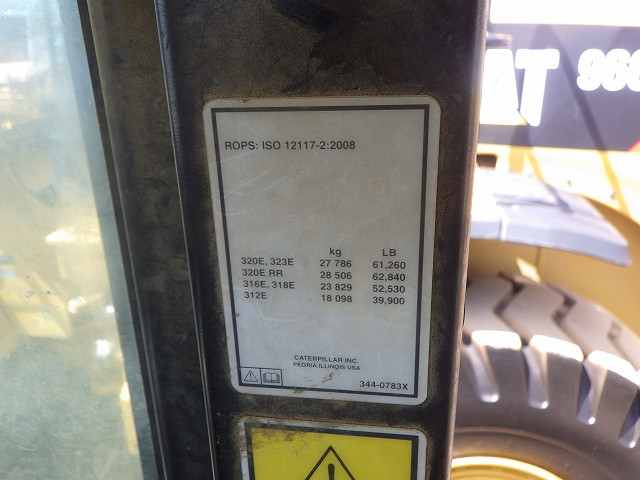 AT 966
ROPS: ISO 12117-2:2008
kg LB
320E, 323E 27 786 61,260
320E RR 28 506 62,840
316E, 318E 23 829 52,530
312E 18 098 39,900
CATERPILLAR INC.
PEORIA,ILLINOIS USA
344-0783X